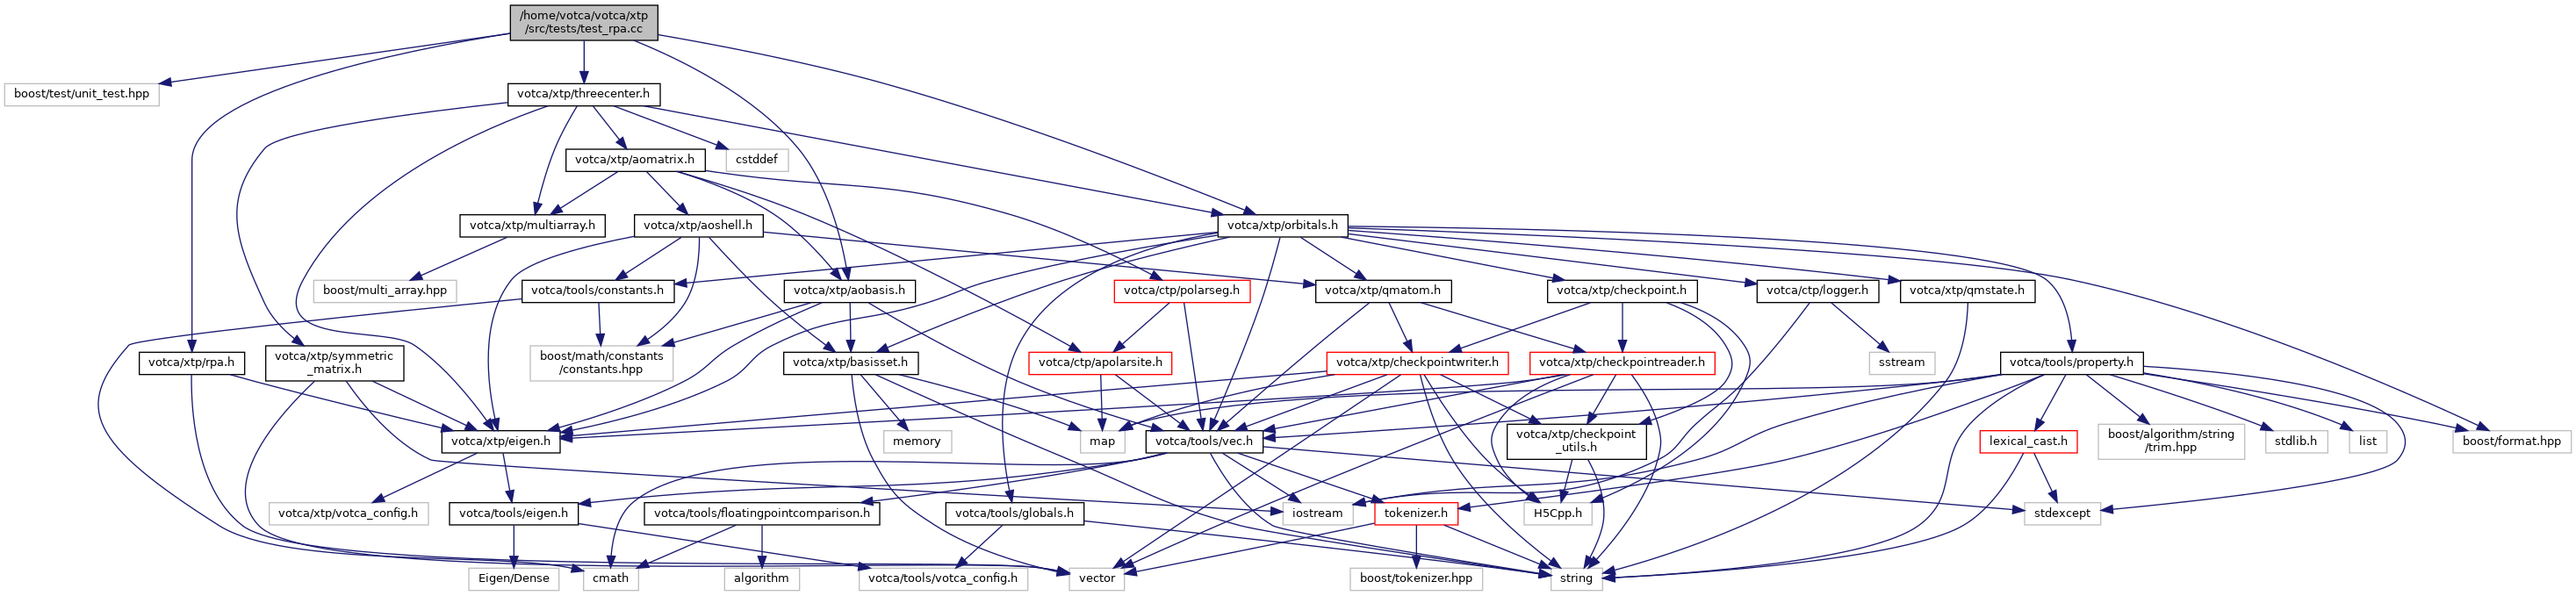 /home/votca/votca/xtp
/src/tests/test_rpa.cc
boost/test/unit_test.hpp
votca/xtp/threecenter.h
votca/xtp/aomatrix.h
cstddef
votca/xtp/multiarray.h
votca/xtp/aoshell.h
votca/xtp/orbitals.h
boost/multi_array.hpp
votca/tools/constants.h
votca/xtp/aobasis.h
votca/ctp/polarseg.h
votca/xtp/qmatom.h
votca/xtp/checkpoint.h
votca/ctp/logger.h
votca/xtp/qmstate.h
votca/xtp/rpa.h
votca/xtp/symmetric
_matrix.h
boost/math/constants
/constants.hpp
votca/xtp/basisset.h
votca/ctp/apolarsite.h
votca/xtp/checkpointwriter.h
votca/xtp/checkpointreader.h
sstream
votca/tools/property.h
votca/xtp/eigen.h
memory
map
votca/tools/vec.h
votca/xtp/checkpoint
_utils.h
lexical_cast.h
boost/algorithm/string
/trim.hpp
stdlib.h
list
boost/format.hpp
votca/xtp/votca_config.h
votca/tools/eigen.h
votca/tools/floatingpointcomparison.h
votca/tools/globals.h
iostream
tokenizer.h
H5Cpp.h
stdexcept
Eigen/Dense
cmath
algorithm
votca/tools/votca_config.h
vector
boost/tokenizer.hpp
string